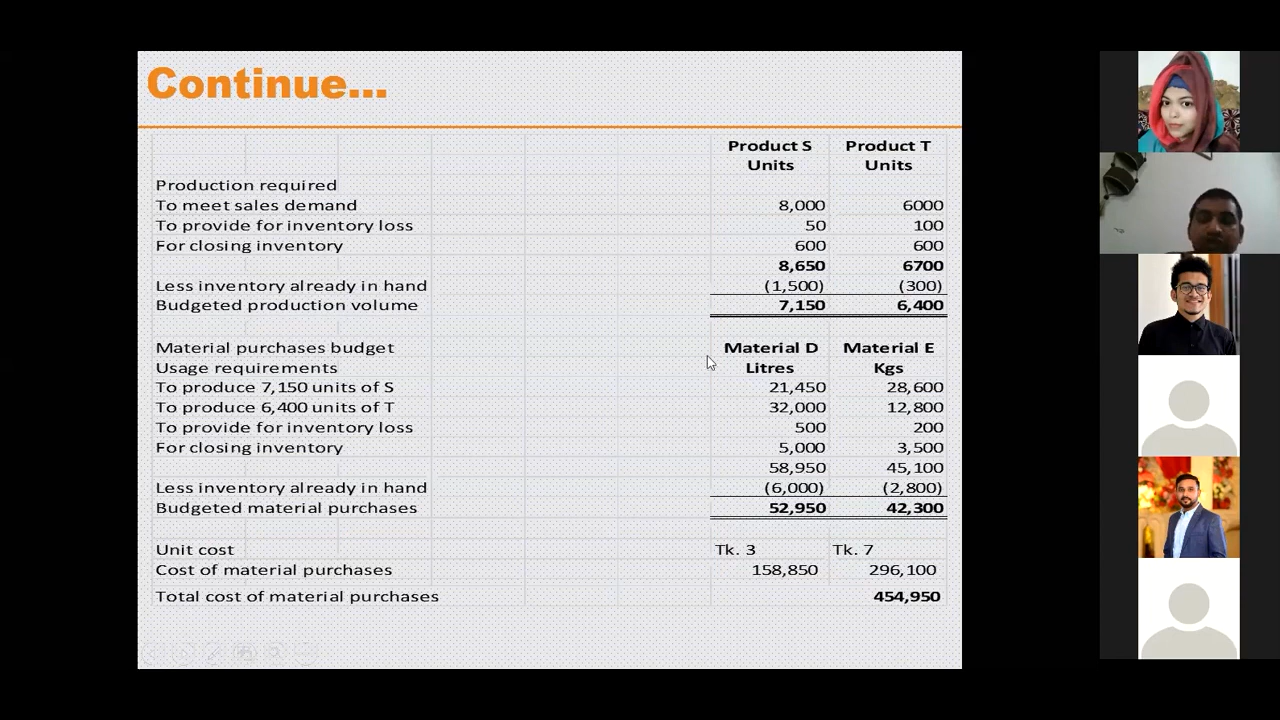 Continue...
Product S Product T
Units Units
Production required
To meet sales demand 8,000 6000
To provide for inventory loss 50 100
For closing inventory 600 600
8,650 6700
Less inventory already in hand (1,500) (300)
Budgeted production volume 7,150 6,400
Material purchases budget Material D Material E
Usage requirements Litres Kgs
To produce 7,150 units of S 21,450 28,600
To produce 6,400 units of T 32,000 12,800
To provide for inventory loss 500 200
For closing inventory 5,000 3,500
58,950 45,100
Less inventory already in hand (6,000) (2,800)
Budgeted material purchases 52,950 42,300
Unit cost Tk. 3 Tk. 7
Cost of material purchases 158,850 296,100
Total cost of material purchases 454,950